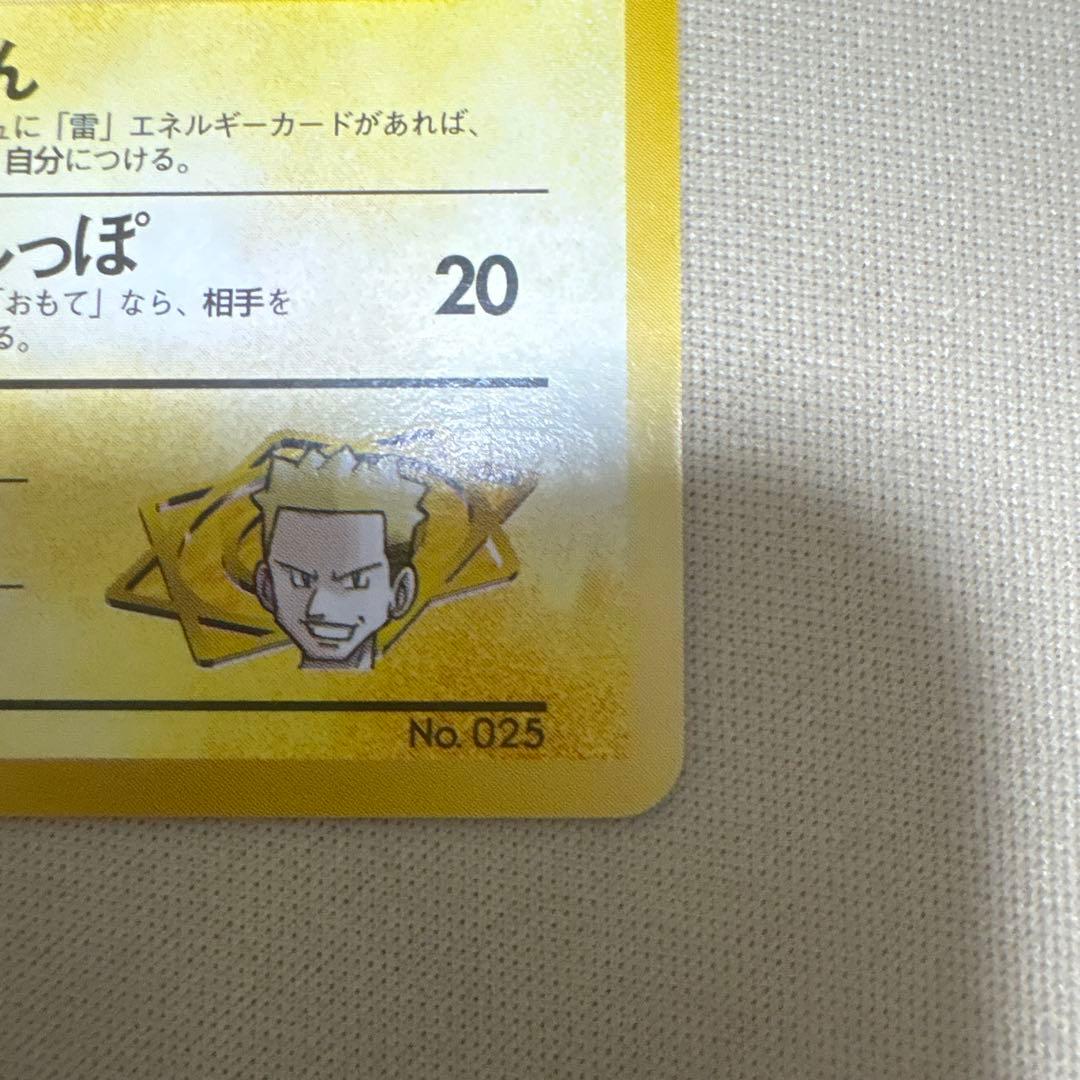 ん
ュに「雷」エネルギーカードがあれば、
自分につける。
しっぽ
20
「おもて」なら、相手を
る。
No. 025